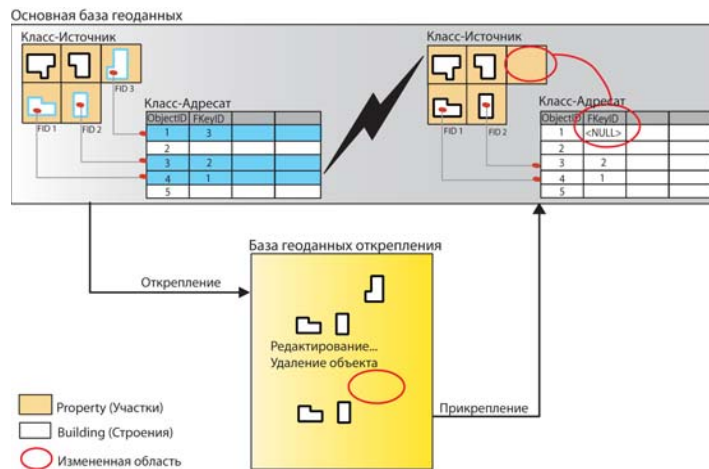 Основная база геоданных
Класс-Источник
FID 3
FID 1
FID 2
Класс-Адресат
ObjectID FKeyID
1 3
2
3 2
4 1
5
Класс-Источник
FID 1
FID 2
Класс-Адресат
ObjectID FKeyID
1 <NULL>
2
3 2
4 1
5
База геоданных открепления
Открепление
Редактирование...
Удаление объекта
Прикрепление
Property (Участки)
Building (Строения)
Измененная область